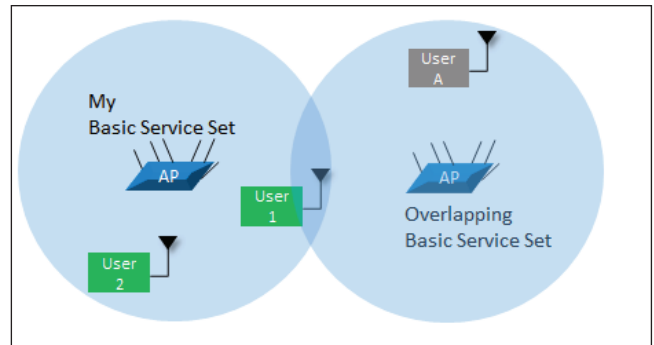 My
Basic Service Set
AP
User
1
User
2
User
A
AP
Overlapping
Basic Service Set